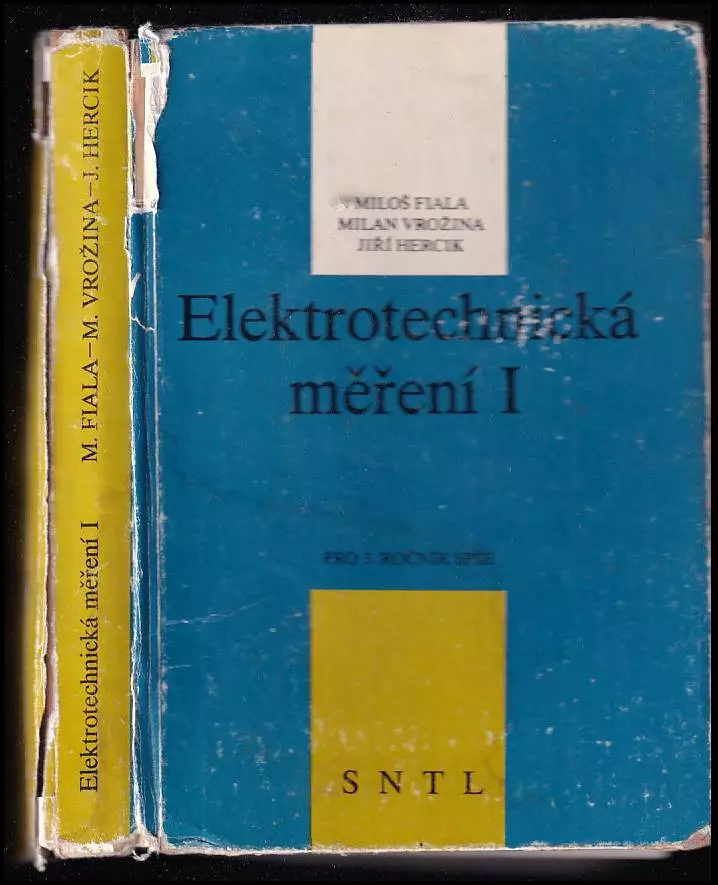 Elektrotechnická měření I M. FIALA—M. VROŽINA—J. HERCIK
MILOŠ FIALA
MILAN VROŽINA
JIŘÍ HERCIK
Elektrotechnická
měření I
PRO 3. ROČNÍK SPŠE
SNTL